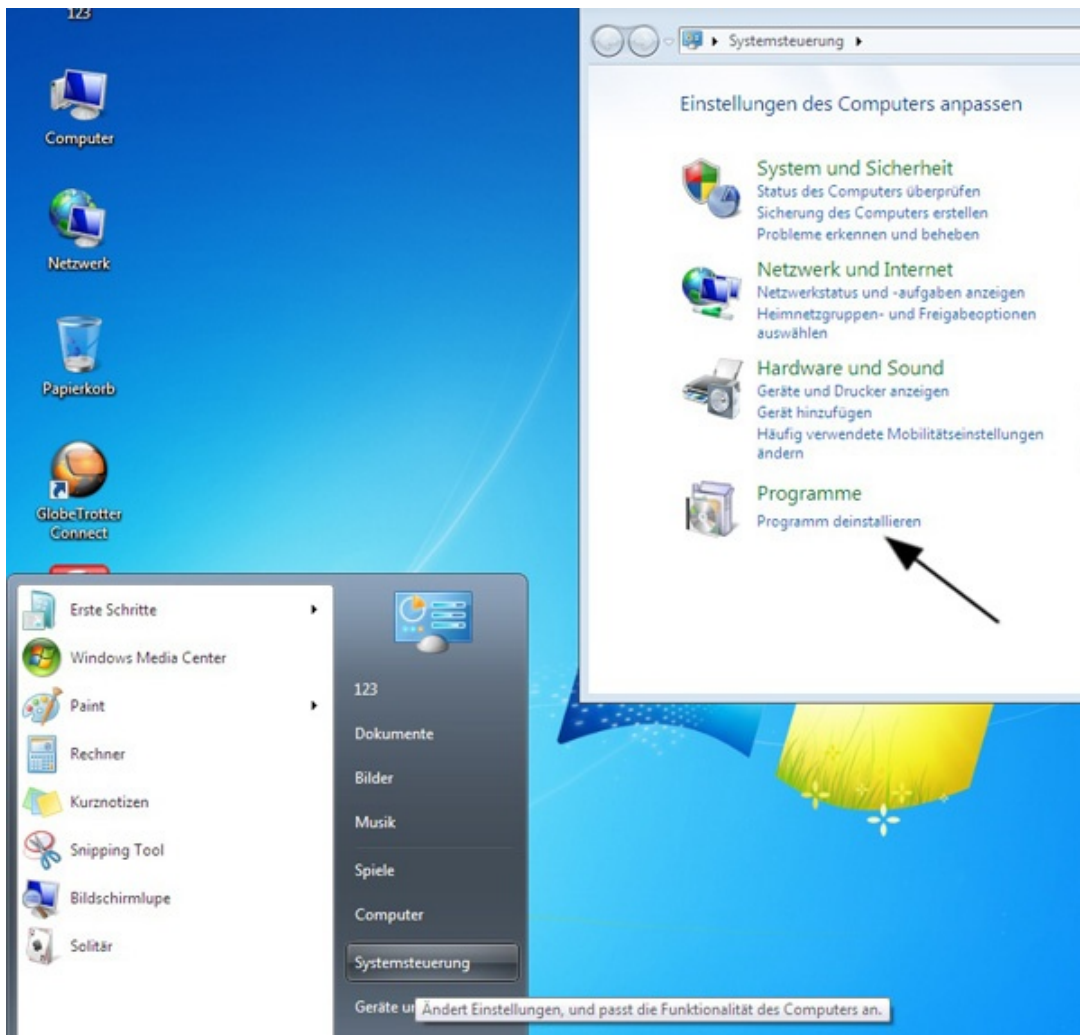 123
Computer
Netzwerk
Papierkorb
GlobeTrotter
Connect
Systemsteuerung
Einstellungen des Computers anpassen
System und Sicherheit
Status des Computers überprüfen
Sicherung des Computers erstellen
Probleme erkennen und beheben
Netzwerk und Internet
Netzwerkstatus und -aufgaben anzeigen
Heimnetzgruppen- und Freigabeoptionen
auswählen
Hardware und Sound
Geräte und Drucker anzeigen
Gerät hinzufügen
Häufig verwendete Mobilitätseinstellungen
ändern
Programme
Programm deinstallieren
Erste Schritte
Windows Media Center
Paint
Rechner
Kurznotizen
Snipping Tool
Bildschirmlupe
Solitär
123
Dokumente
Bilder
Musik
Spiele
Computer
Systemsteuerung
Geräte
Ändert Einstellungen, und passt die Funktionalität des Computers an.